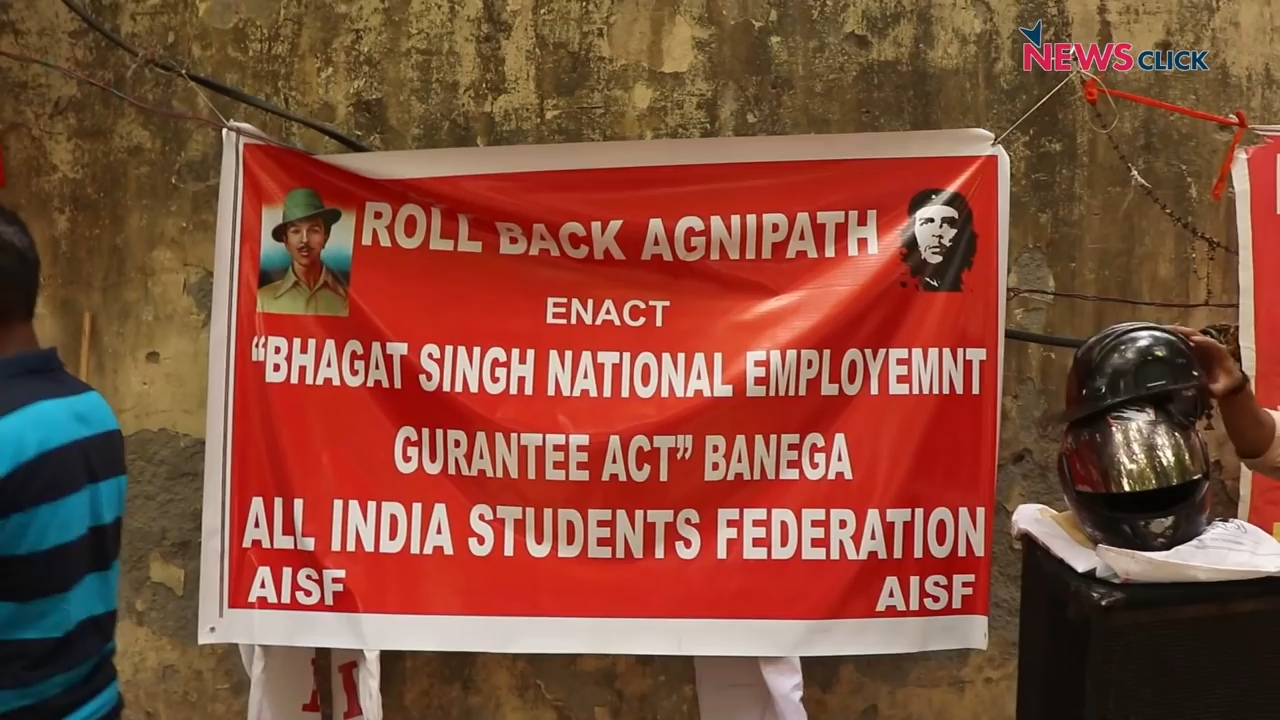 NEWSCLICK
ROLL BACK AGNIPATH
ENACT
“BHAGAT SINGH NATIONAL EMPLOYEMNT
GURANTEE ACT” BANEGA
ALL INDIA STUDENTS FEDERATION
AISF AISF